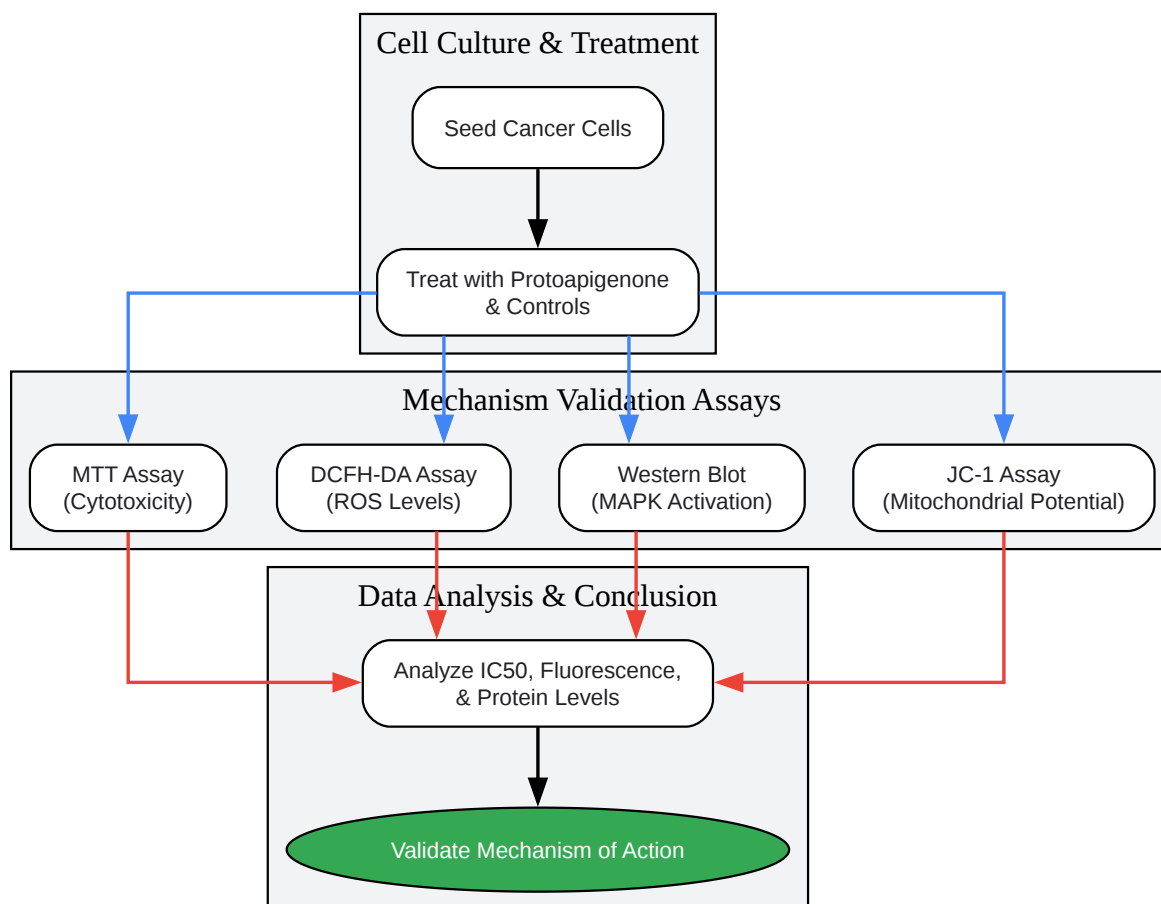 Cell Culture & Treatment
Seed Cancer Cells
Treat with Protoapigenone
& Controls
Mechanism Validation Assays
MTT Assay
(Cytotoxicity)
DCFH-DA Assay
(ROS Levels)
Western Blot
(MAPK Activation)
JC-1 Assay
(Mitochondrial Potential)
Data Analysis & Conclusion
Analyze IC50, Fluorescence,
& Protein Levels
Validate Mechanism of Action